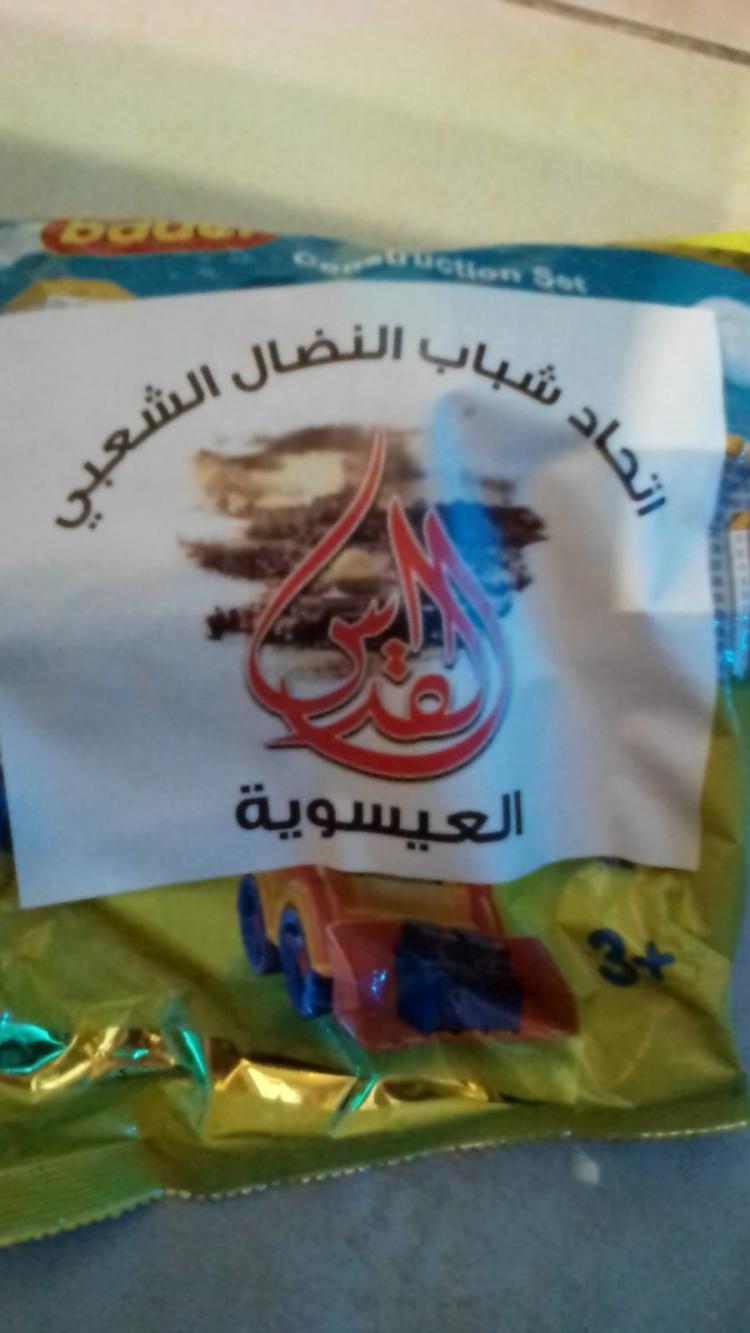 Construction Set
اتحاد شباب النضال الشعبي
القدس
العيسوية
3+